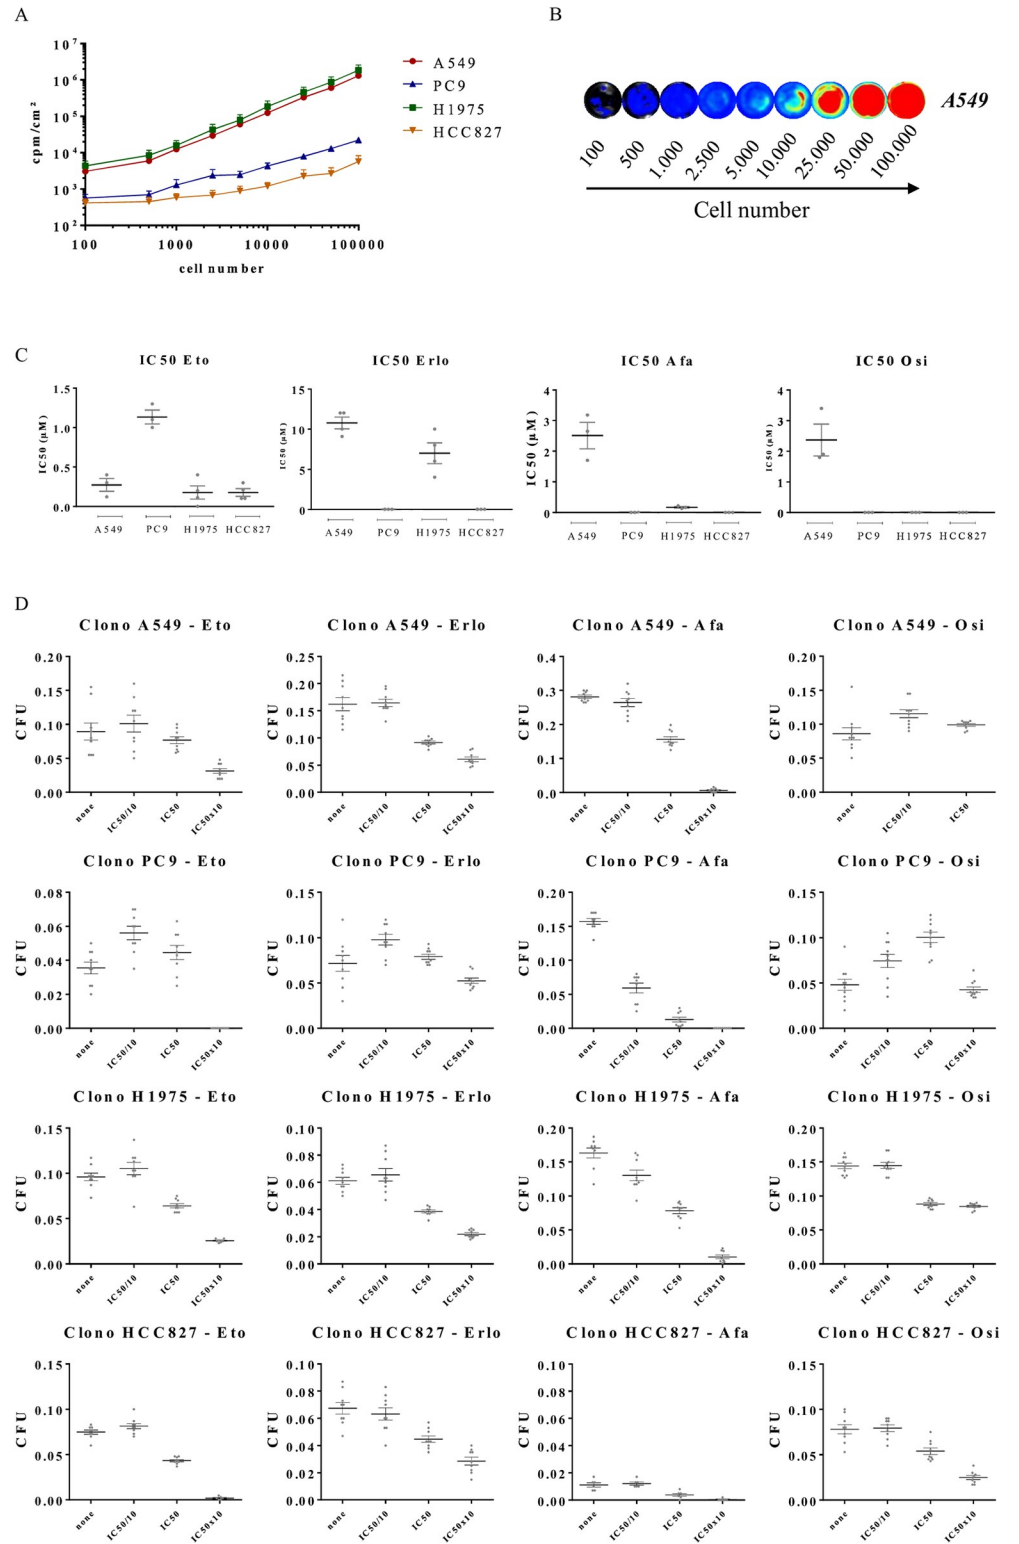 A
10⁷
10⁶
10⁵
10⁴
10³
10²
cpm/cm²
100 1000 10000 100000
cell number
A549
PC9
H1975
HCC827
B
A549
100 500 1.000 2.500 5.000 10.000 25.000 50.000 100.000
Cell number
C
IC50 Eto
IC50 (µM)
1.5
1.0
0.5
0.0
A549 PC9 H1975 HCC827
IC50 Erlo
IC50 (µM)
15
10
5
0
A549 PC9 H1975 HCC827
IC50 Afa
IC50 (µM)
4
3
2
1
0
A549 PC9 H1975 HCC827
IC50 Osi
IC50 (µM)
4
3
2
1
0
A549 PC9 H1975 HCC827
D
Clono A549 - Eto
CFU
0.20
0.15
0.10
0.05
0.00
none IC50/10 IC50 IC50x10
Clono A549 - Erlo
CFU
0.25
0.20
0.15
0.10
0.05
0.00
none IC50/10 IC50 IC50x10
Clono A549 - Afa
CFU
0.4
0.3
0.2
0.1
0.0
none IC50/10 IC50 IC50x10
Clono A549 - Osi
CFU
0.20
0.15
0.10
0.05
0.00
none IC50/10 IC50
Clono PC9 - Eto
CFU
0.08
0.06
0.04
0.02
0.00
none IC50/10 IC50 IC50x10
Clono PC9 - Erlo
CFU
0.15
0.10
0.05
0.00
none IC50/10 IC50 IC50x10
Clono PC9 - Afa
CFU
0.20
0.15
0.10
0.05
0.00
none IC50/10 IC50 IC50x10
Clono PC9 - Osi
CFU
0.15
0.10
0.05
0.00
none IC50/10 IC50 IC50x10
Clono H1975 - Eto
CFU
0.15
0.10
0.05
0.00
none IC50/10 IC50 IC50x10
Clono H1975 - Erlo
CFU
0.10
0.08
0.06
0.04
0.02
0.00
none IC50/10 IC50 IC50x10
Clono H1975 - Afa
CFU
0.20
0.15
0.10
0.05
0.00
none IC50/10 IC50 IC50x10
Clono H1975 - Osi
CFU
0.20
0.15
0.10
0.05
0.00
none IC50/10 IC50 IC50x10
Clono HCC827 - Eto
CFU
0.15
0.10
0.05
0.00
none IC50/10 IC50 IC50x10
Clono HCC827 - Erlo
CFU
0.10
0.08
0.06
0.04
0.02
0.00
none IC50/10 IC50 IC50x10
Clono HCC827 - Afa
CFU
0.10
0.08
0.06
0.04
0.02
0.00
none IC50/10 IC50 IC50x10
Clono HCC827 - Osi
CFU
0.15
0.10
0.05
0.00
none IC50/10 IC50 IC50x10